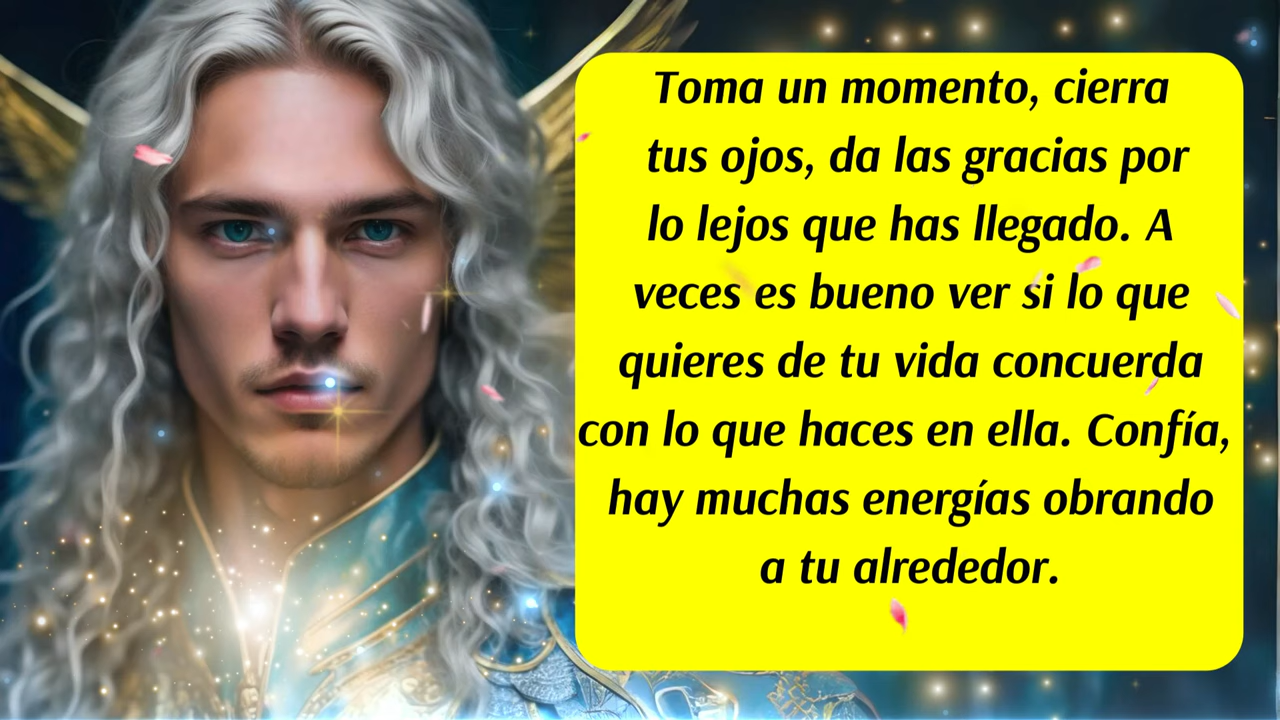 Toma un momento, cierra
tus ojos, da las gracias por
lo lejos que has llegado. A
veces es bueno ver si lo que
quieres de tu vida concuerda
con lo que haces en ella. Confía,
hay muchas energías obrando
a tu alrededor.